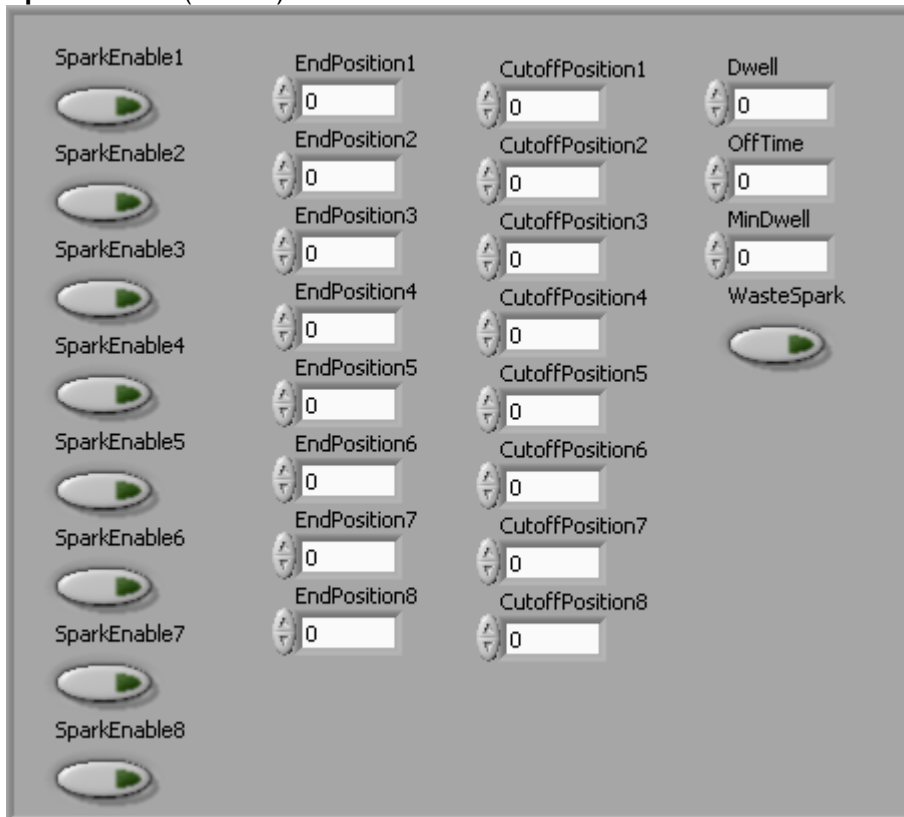 SparkEnable1
SparkEnable2
SparkEnable3
SparkEnable4
SparkEnable5
SparkEnable6
SparkEnable7
SparkEnable8
EndPosition1
0
EndPosition2
0
EndPosition3
0
EndPosition4
0
EndPosition5
0
EndPosition6
0
EndPosition7
0
EndPosition8
0
CutoffPosition1
0
CutoffPosition2
0
CutoffPosition3
0
CutoffPosition4
0
CutoffPosition5
0
CutoffPosition6
0
CutoffPosition7
0
CutoffPosition8
0
Dwell
0
OffTime
0
MinDwell
0
WasteSpark